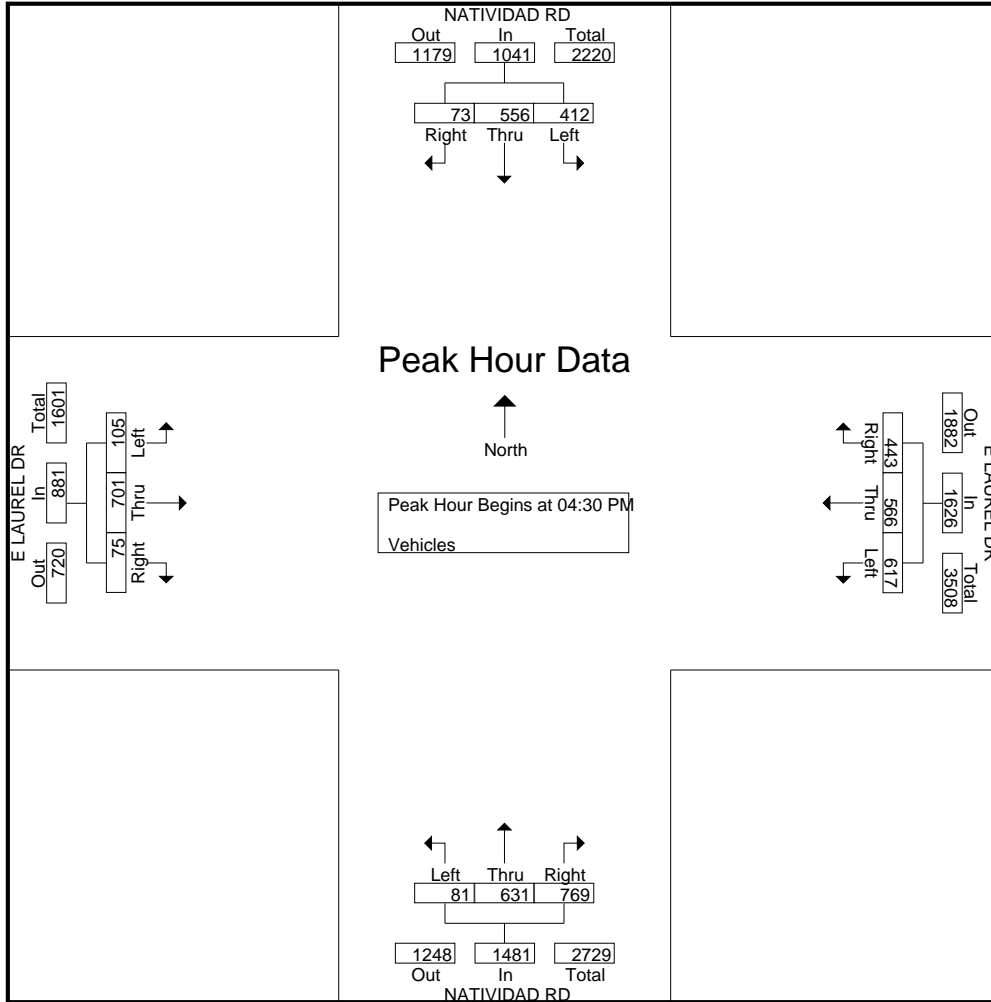 NATIVIDAD RD
Out In Total
1179 1041 2220
73 556 412
Right Thru Left
Peak Hour Data
North
Peak Hour Begins at 04:30 PM
Vehicles
E LAUREL DR
Total In Out
1601 881 720
105 701 75
Left Thru Right
E LAUREL DR
Out In Total
1882 1626 3508
443 566 617
Right Thru Left
Left Thru Right
81 631 769
1248 1481 2729
Out In Total
NATIVIDAD RD